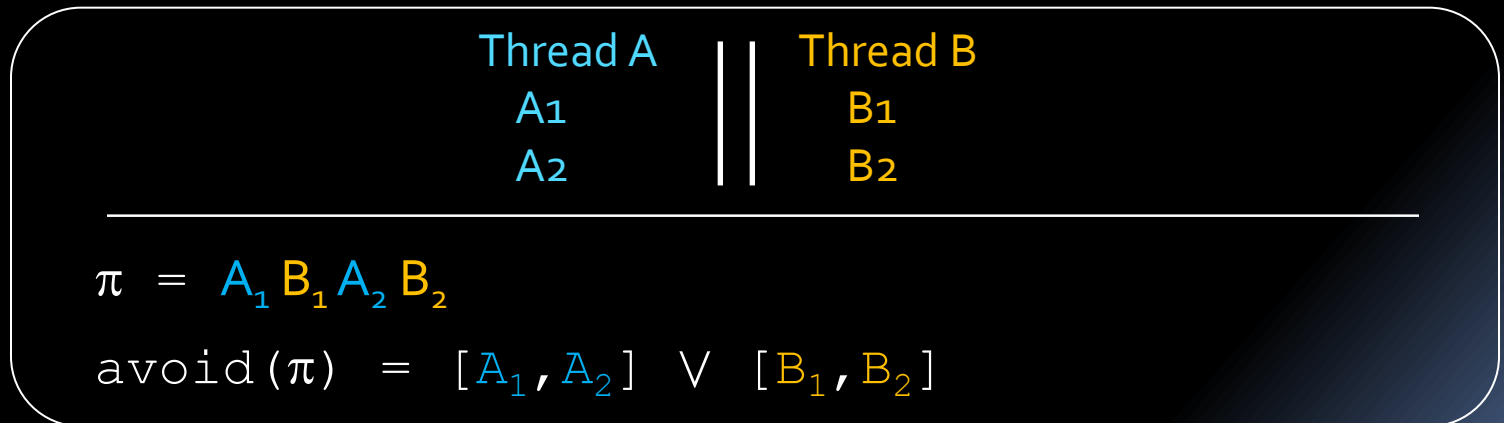 Thread A Thread B
A1 B1
A2 B2
π = A₁ B₁ A₂ B₂
avoid(π) = [A₁,A₂] ∨ [B₁,B₂]